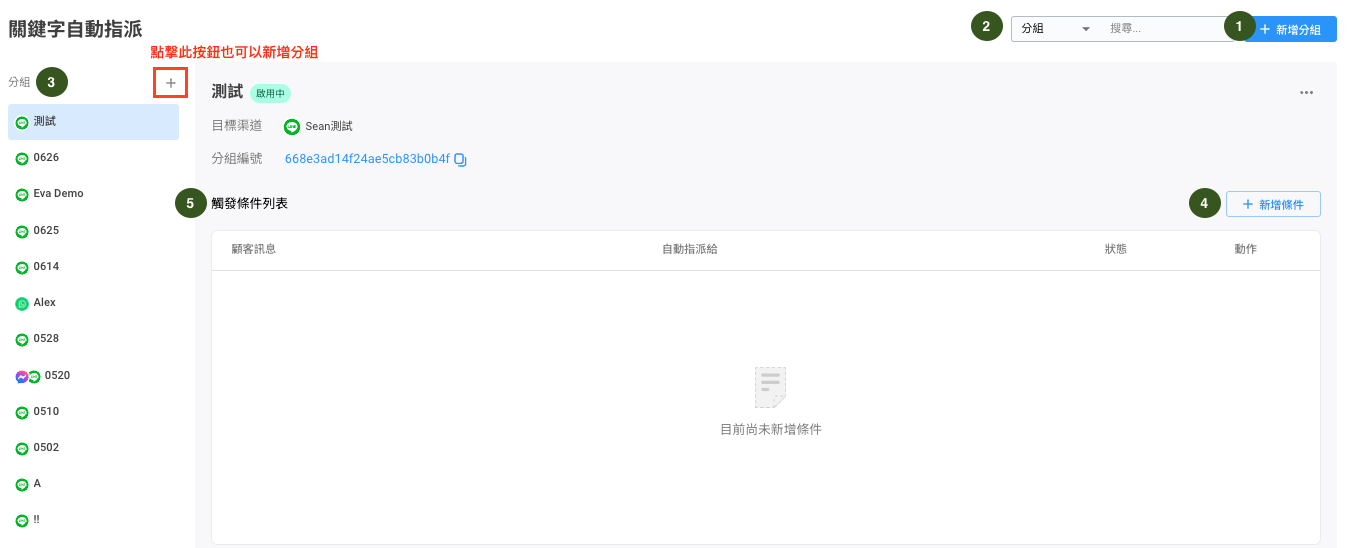 關鍵字自動指派
2
分組
搜尋...
1
+ 新增分組
點擊此按鈕也可以新增分組
分組
3
+
測試
0626
Eva Demo
0625
0614
Alex
0528
0520
0510
0502
A
!!
測試 啟用中
目標渠道 Sean測試
分組編號 668e3ad14f24ae5cb83b0b4f
5
觸發條件列表
4
+ 新增條件
顧客訊息 自動指派給 狀態 動作
目前尚未新增條件